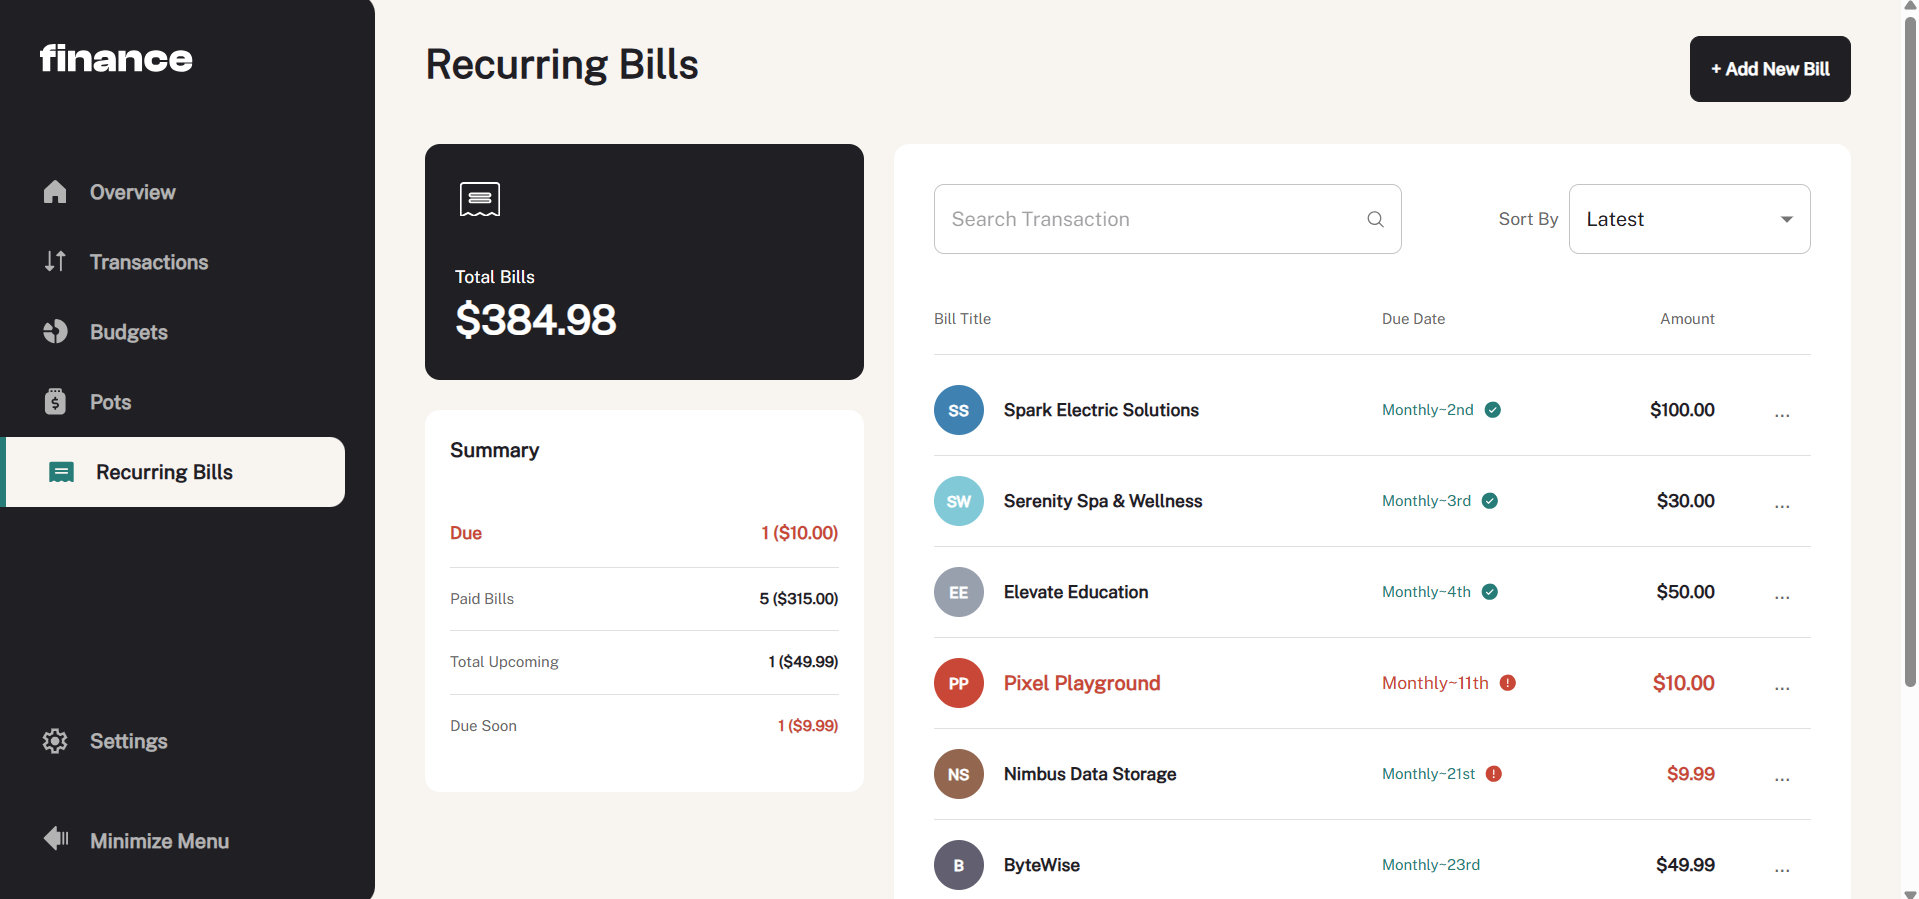 finance
Overview
Transactions
Budgets
Pots
Recurring Bills
Settings
Minimize Menu
Recurring Bills
+ Add New Bill
Total Bills
$384.98
Summary
Due 1 ($10.00)
Paid Bills 5 ($315.00)
Total Upcoming 1 ($49.99)
Due Soon 1 ($9.99)
Search Transaction
Sort By Latest
Bill Title Due Date Amount
SS Spark Electric Solutions Monthly~2nd $100.00 ...
SW Serenity Spa & Wellness Monthly~3rd $30.00 ...
EE Elevate Education Monthly~4th $50.00 ...
PP Pixel Playground Monthly~11th $10.00 ...
NS Nimbus Data Storage Monthly~21st $9.99 ...
B ByteWise Monthly~23rd $49.99 ...